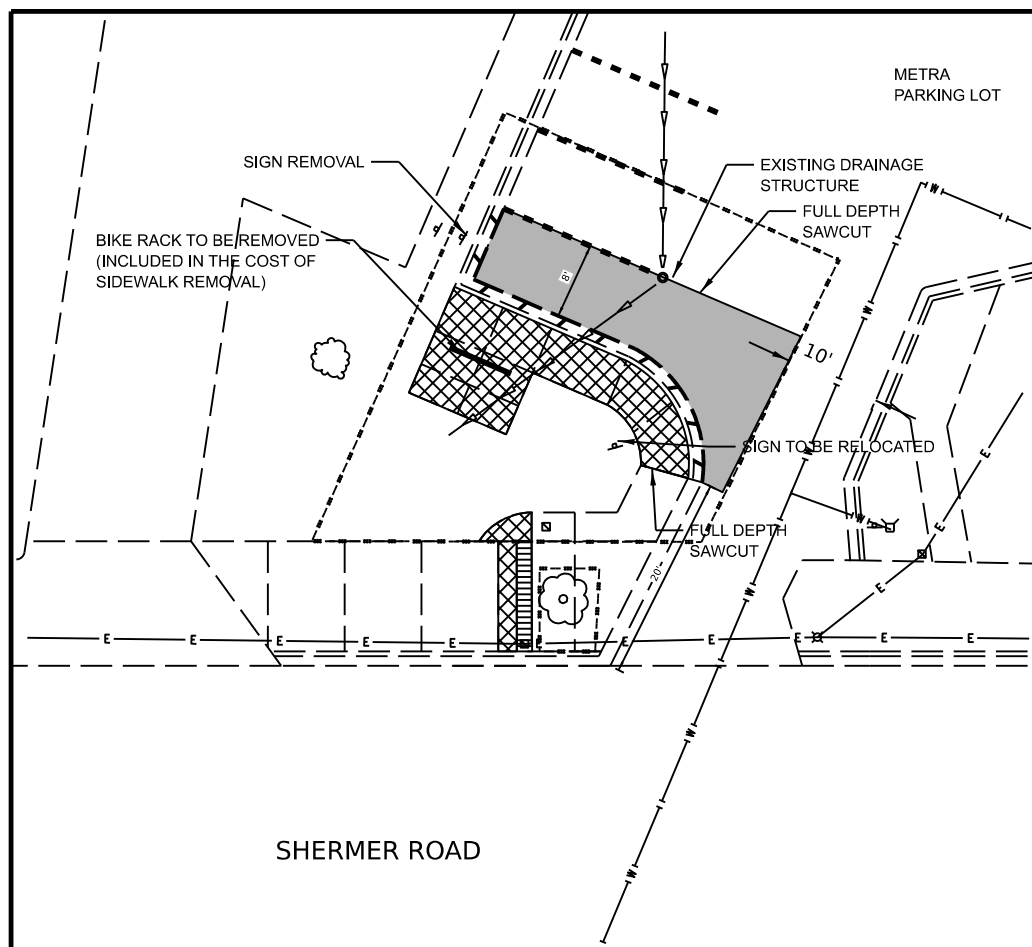 METRA
PARKING LOT
SIGN REMOVAL
EXISTING DRAINAGE
STRUCTURE
FULL DEPTH
SAWCUT
BIKE RACK TO BE REMOVED
(INCLUDED IN THE COST OF
SIDEWALK REMOVAL)
8'
10'
SIGN TO BE RELOCATED
FULL DEPTH
SAWCUT
20'
W
W
W
W
W
W
W
W
E
E
E
E E E E E E E E E E
SHERMER ROAD